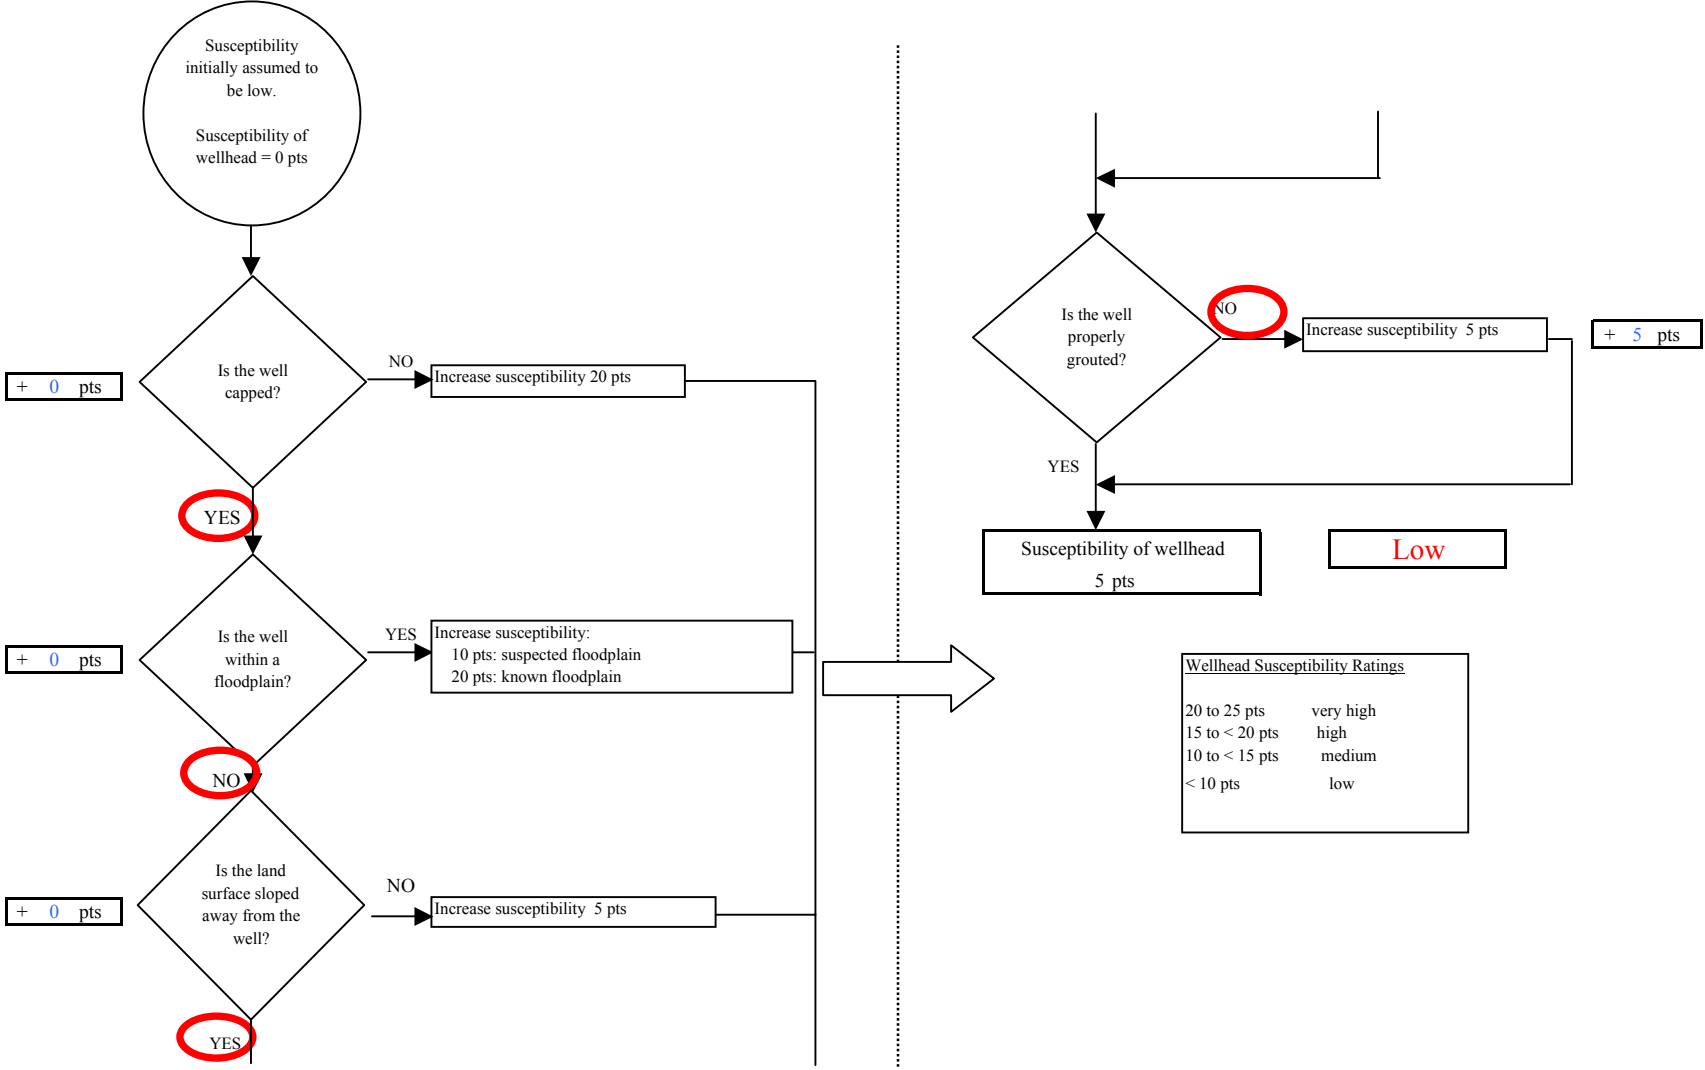 Susceptibility
initially assumed to
be low.
Susceptibility of
wellhead = 0 pts
Is the well
capped?
NO
Increase susceptibility 20 pts
+ 0 pts
YES
Is the well
within a
floodplain?
YES
Increase susceptibility:
10 pts: suspected floodplain
20 pts: known floodplain
+ 0 pts
NO
Is the land
surface sloped
away from the
well?
NO
Increase susceptibility 5 pts
+ 0 pts
YES
Is the well
properly
grouted?
NO
Increase susceptibility 5 pts
+ 5 pts
YES
Susceptibility of wellhead
5 pts
Low
Wellhead Susceptibility Ratings
20 to 25 pts very high
15 to < 20 pts high
10 to < 15 pts medium
< 10 pts low